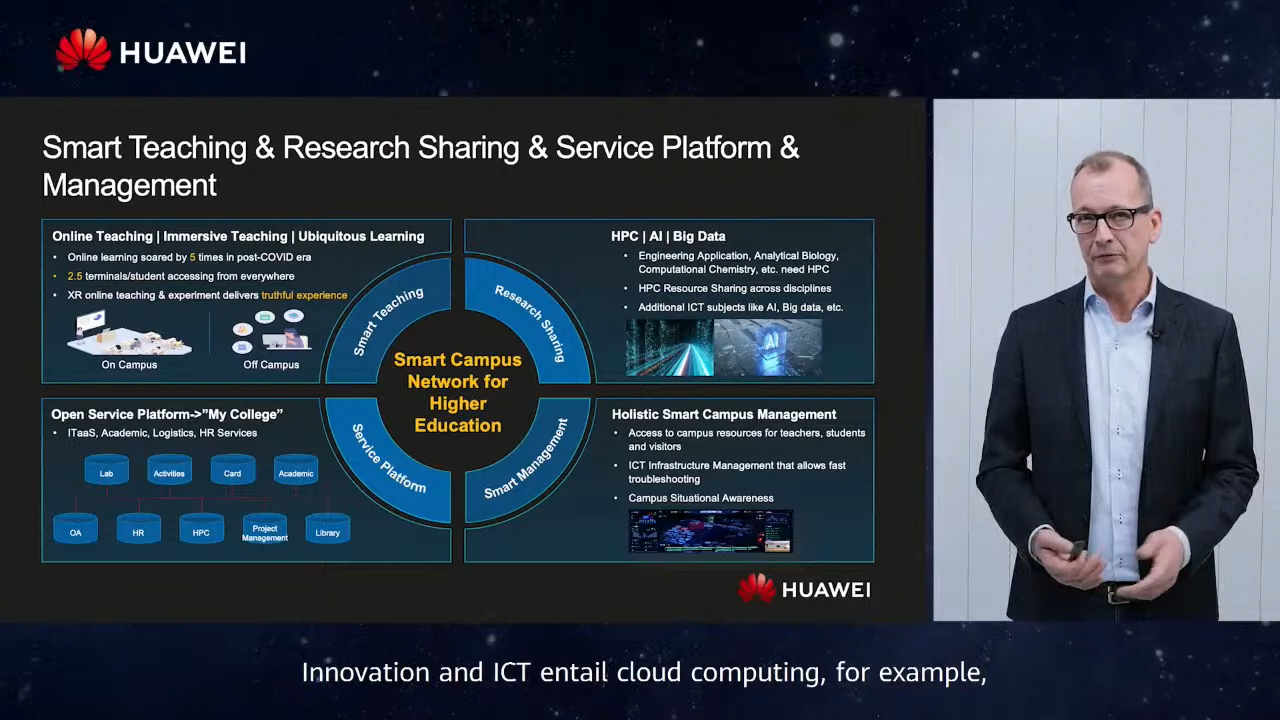 HUAWEI
Smart Teaching & Research Sharing & Service Platform &
Management
Online Teaching | Immersive Teaching | Ubiquitous Learning
• Online learning soared by 5 times in post-COVID era
• 2.5 terminals/student accessing from everywhere
• XR online teaching & experiment delivers truthful experience
On Campus
Off Campus
HPC | AI | Big Data
• Engineering Application, Analytical Biology,
Computational Chemistry, etc. need HPC
• HPC Resource Sharing across disciplines
• Additional ICT subjects like AI, Big data, etc.
AI
Smart Teaching
Research Sharing
Smart Campus
Network for
Higher
Education
Service Platform
Smart Management
Open Service Platform->”My College”
• ITaaS, Academic, Logistics, HR Services
Lab
Activities
Card
Academic
OA
HR
HPC
Project
Management
Library
Holistic Smart Campus Management
• Access to campus resources for teachers, students
and visitors
• ICT Infrastructure Management that allows fast
troubleshooting
• Campus Situational Awareness
HUAWEI
Innovation and ICT entail cloud computing, for example,